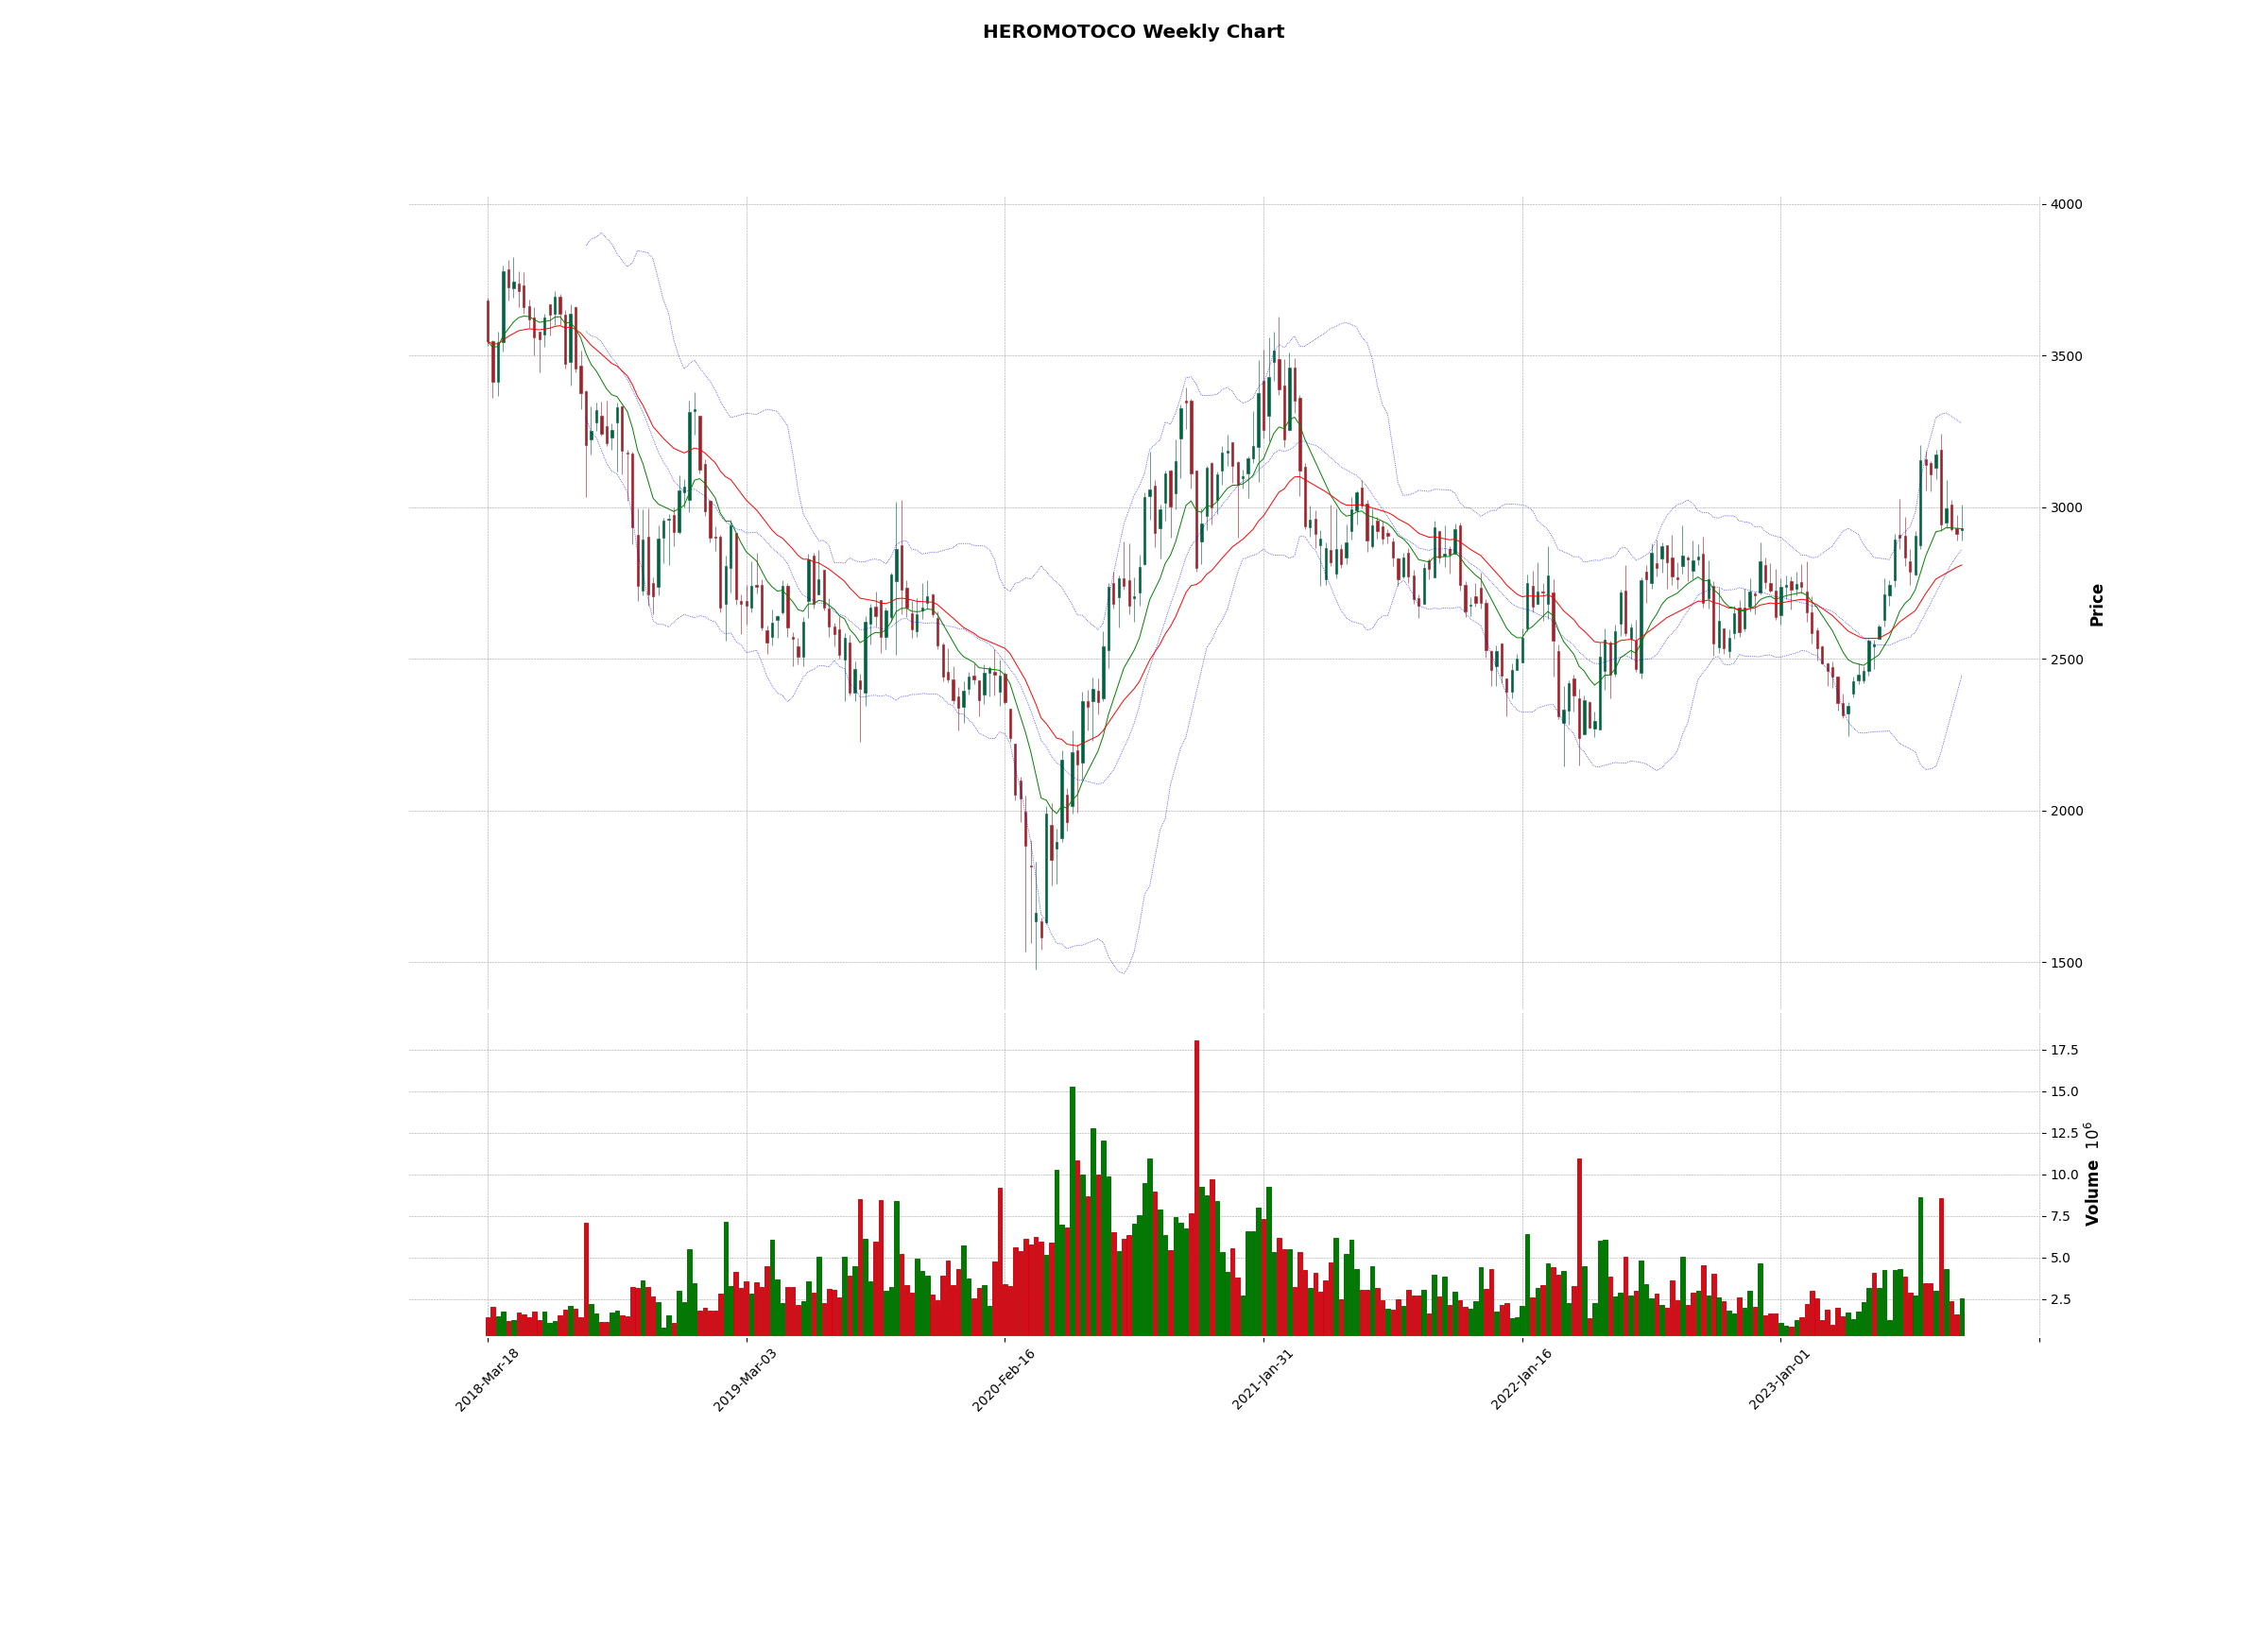 HEROMOTOCO Weekly Chart
4000
3500
3000
2500
2000
1500
Price
17.5
15.0
12.5
10.0
7.5
5.0
2.5
Volume 10^6
2018-Mar-18
2019-Mar-03
2020-Feb-16
2021-Jan-31
2022-Jan-16
2023-Jan-01